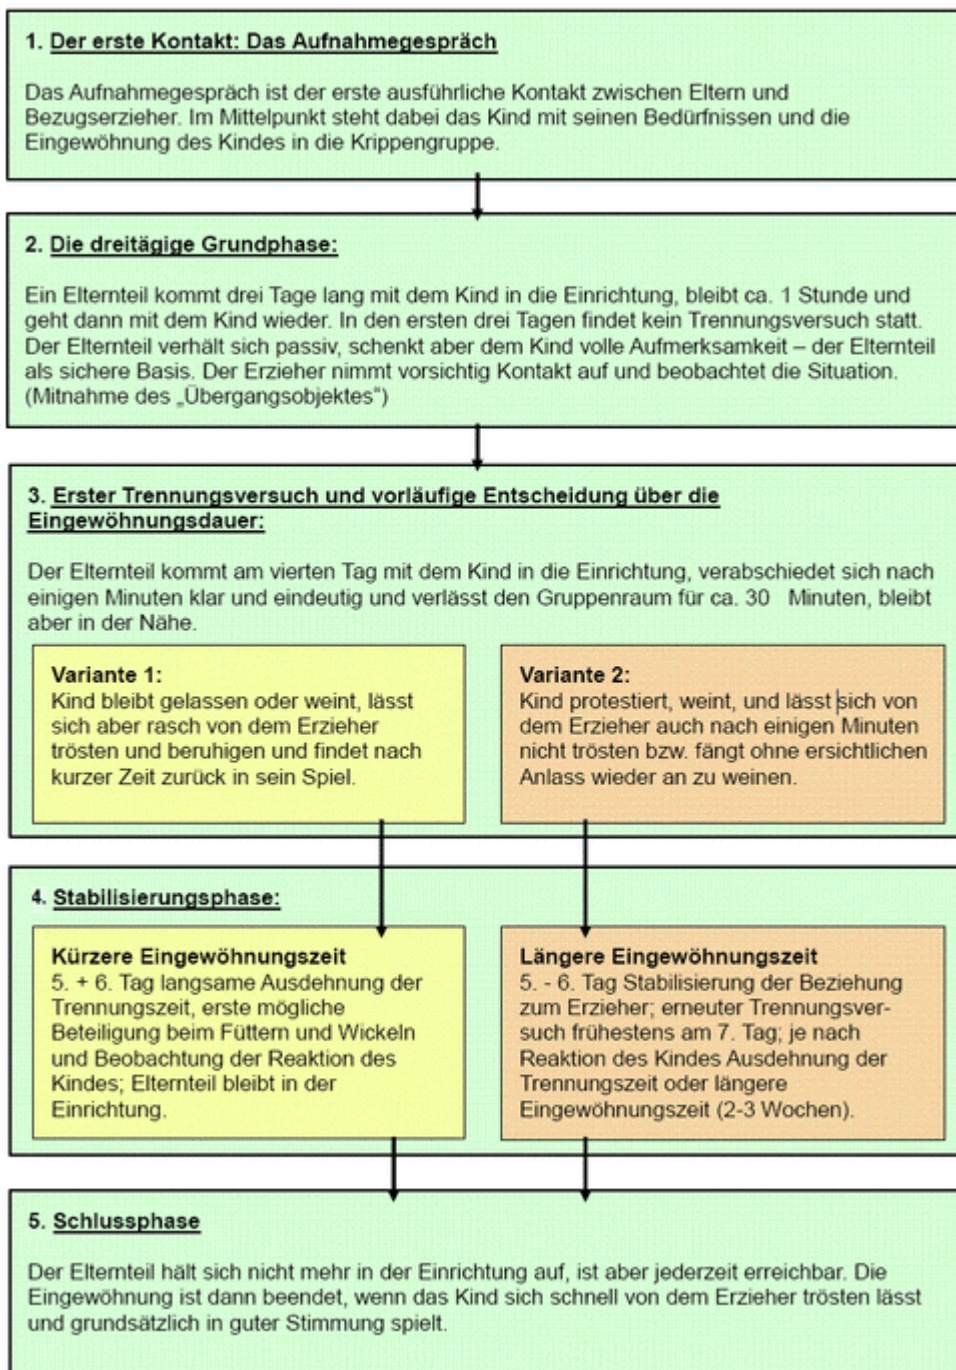 1. Der erste Kontakt: Das Aufnahmegespräch
Das Aufnahmegespräch ist der erste ausführliche Kontakt zwischen Eltern und
Bezugserzieher. Im Mittelpunkt steht dabei das Kind mit seinen Bedürfnissen und die
Eingewöhnung des Kindes in die Krippengruppe.
2. Die dreitägige Grundphase:
Ein Elternteil kommt drei Tage lang mit dem Kind in die Einrichtung, bleibt ca. 1 Stunde und
geht dann mit dem Kind wieder. In den ersten drei Tagen findet kein Trennungsversuch statt.
Der Elternteil verhält sich passiv, schenkt aber dem Kind volle Aufmerksamkeit – der Elternteil
als sichere Basis. Der Erzieher nimmt vorsichtig Kontakt auf und beobachtet die Situation.
(Mitnahme des „Übergangsobjektes“)
3. Erster Trennungsversuch und vorläufige Entscheidung über die
Eingewöhnungsdauer:
Der Elternteil kommt am vierten Tag mit dem Kind in die Einrichtung, verabschiedet sich nach
einigen Minuten klar und eindeutig und verlässt den Gruppenraum für ca. 30 Minuten, bleibt
aber in der Nähe.
Variante 1:
Kind bleibt gelassen oder weint, lässt
sich aber rasch von dem Erzieher
trösten und beruhigen und findet nach
kurzer Zeit zurück in sein Spiel.
Variante 2:
Kind protestiert, weint, und lässt sich von
dem Erzieher auch nach einigen Minuten
nicht trösten bzw. fängt ohne ersichtlichen
Anlass wieder an zu weinen.
4. Stabilisierungsphase:
Kürzere Eingewöhnungszeit
5. + 6. Tag langsame Ausdehnung der
Trennungszeit, erste mögliche
Beteiligung beim Füttern und Wickeln
und Beobachtung der Reaktion des
Kindes; Elternteil bleibt in der
Einrichtung.
Längere Eingewöhnungszeit
5. - 6. Tag Stabilisierung der Beziehung
zum Erzieher; erneuter Trennungsver-
such frühestens am 7. Tag; je nach
Reaktion des Kindes Ausdehnung der
Trennungszeit oder längere
Eingewöhnungszeit (2-3 Wochen).
5. Schlussphase
Der Elternteil hält sich nicht mehr in der Einrichtung auf, ist aber jederzeit erreichbar. Die
Eingewöhnung ist dann beendet, wenn das Kind sich schnell von dem Erzieher trösten lässt
und grundsätzlich in guter Stimmung spielt.